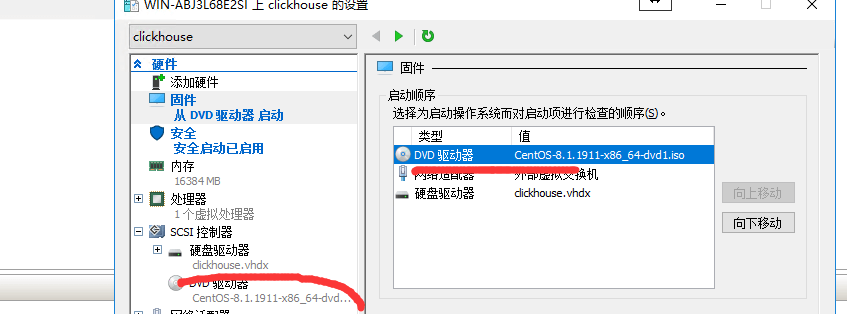 WIN-ABJ3L68E2SI 上 clickhouse 的设置
clickhouse
硬件
添加硬件
固件
从 DVD 驱动器 启动
安全
安全启动已启用
内存
16384 MB
处理器
1 个虚拟处理器
SCSI 控制器
硬盘驱动器
clickhouse.vhdx
DVD 驱动器
CentOS-8.1.1911-x86_64-dvd...
网络适配器
固件
启动顺序
选择为启动操作系统而对启动项进行检查的顺序(S)。
类型 值
DVD 驱动器 CentOS-8.1.1911-x86_64-dvd1.iso
网络适配器 外部虚拟交换机
硬盘驱动器 clickhouse.vhdx
向上移动
向下移动